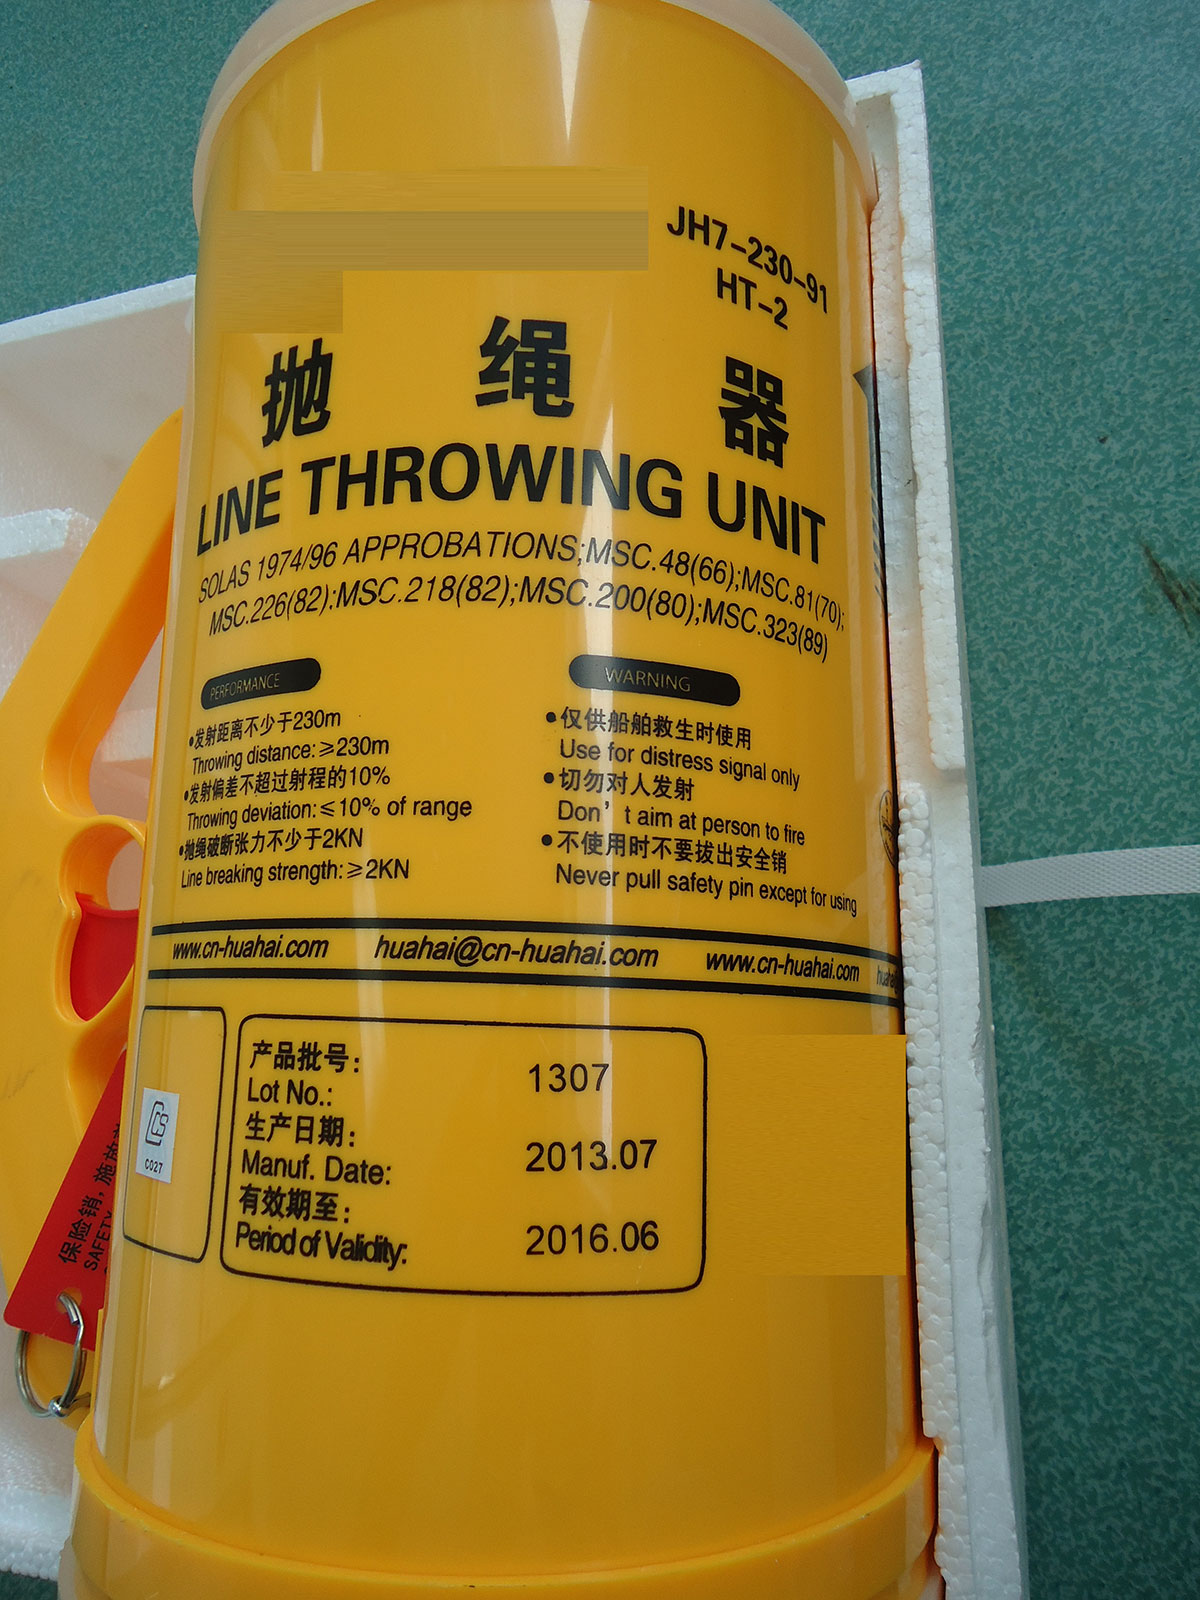 JH7-230-91
HT-2
抛绳器
LINE THROWING UNIT
SOLAS 1974/96 APPROBATIONS;MSC.48(66);MSC.81(70);
MSC.226(82):MSC.218(82);MSC.200(80);MSC.323(89)
PERFORMANCE
•发射距离不少于230m
Throwing distance:≥230m
•发射偏差不超过射程的10%
Throwing deviation:≤10% of range
•抛绳破断张力不少于2KN
Line breaking strength:≥2KN
WARNING
•仅供船舶救生时使用
Use for distress signal only
•切勿对人发射
Don't aim at person to fire
•不使用时不要拔出安全销
Never pull safety pin except for using
www.cn-huahai.com huahai@cn-huahai.com www.cn-huahai.com
产品批号:
Lot No.: 1307
生产日期:
Manuf. Date: 2013.07
有效期至:
Period of Validity: 2016.06
CCS
C027
保险销,施放
SAFETY